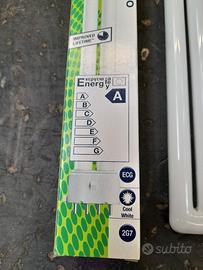 IMPROVED
LIFETIME
Energy
A
A
B
C
D
E
F
G
ECG
Cool
White
2G7
subito